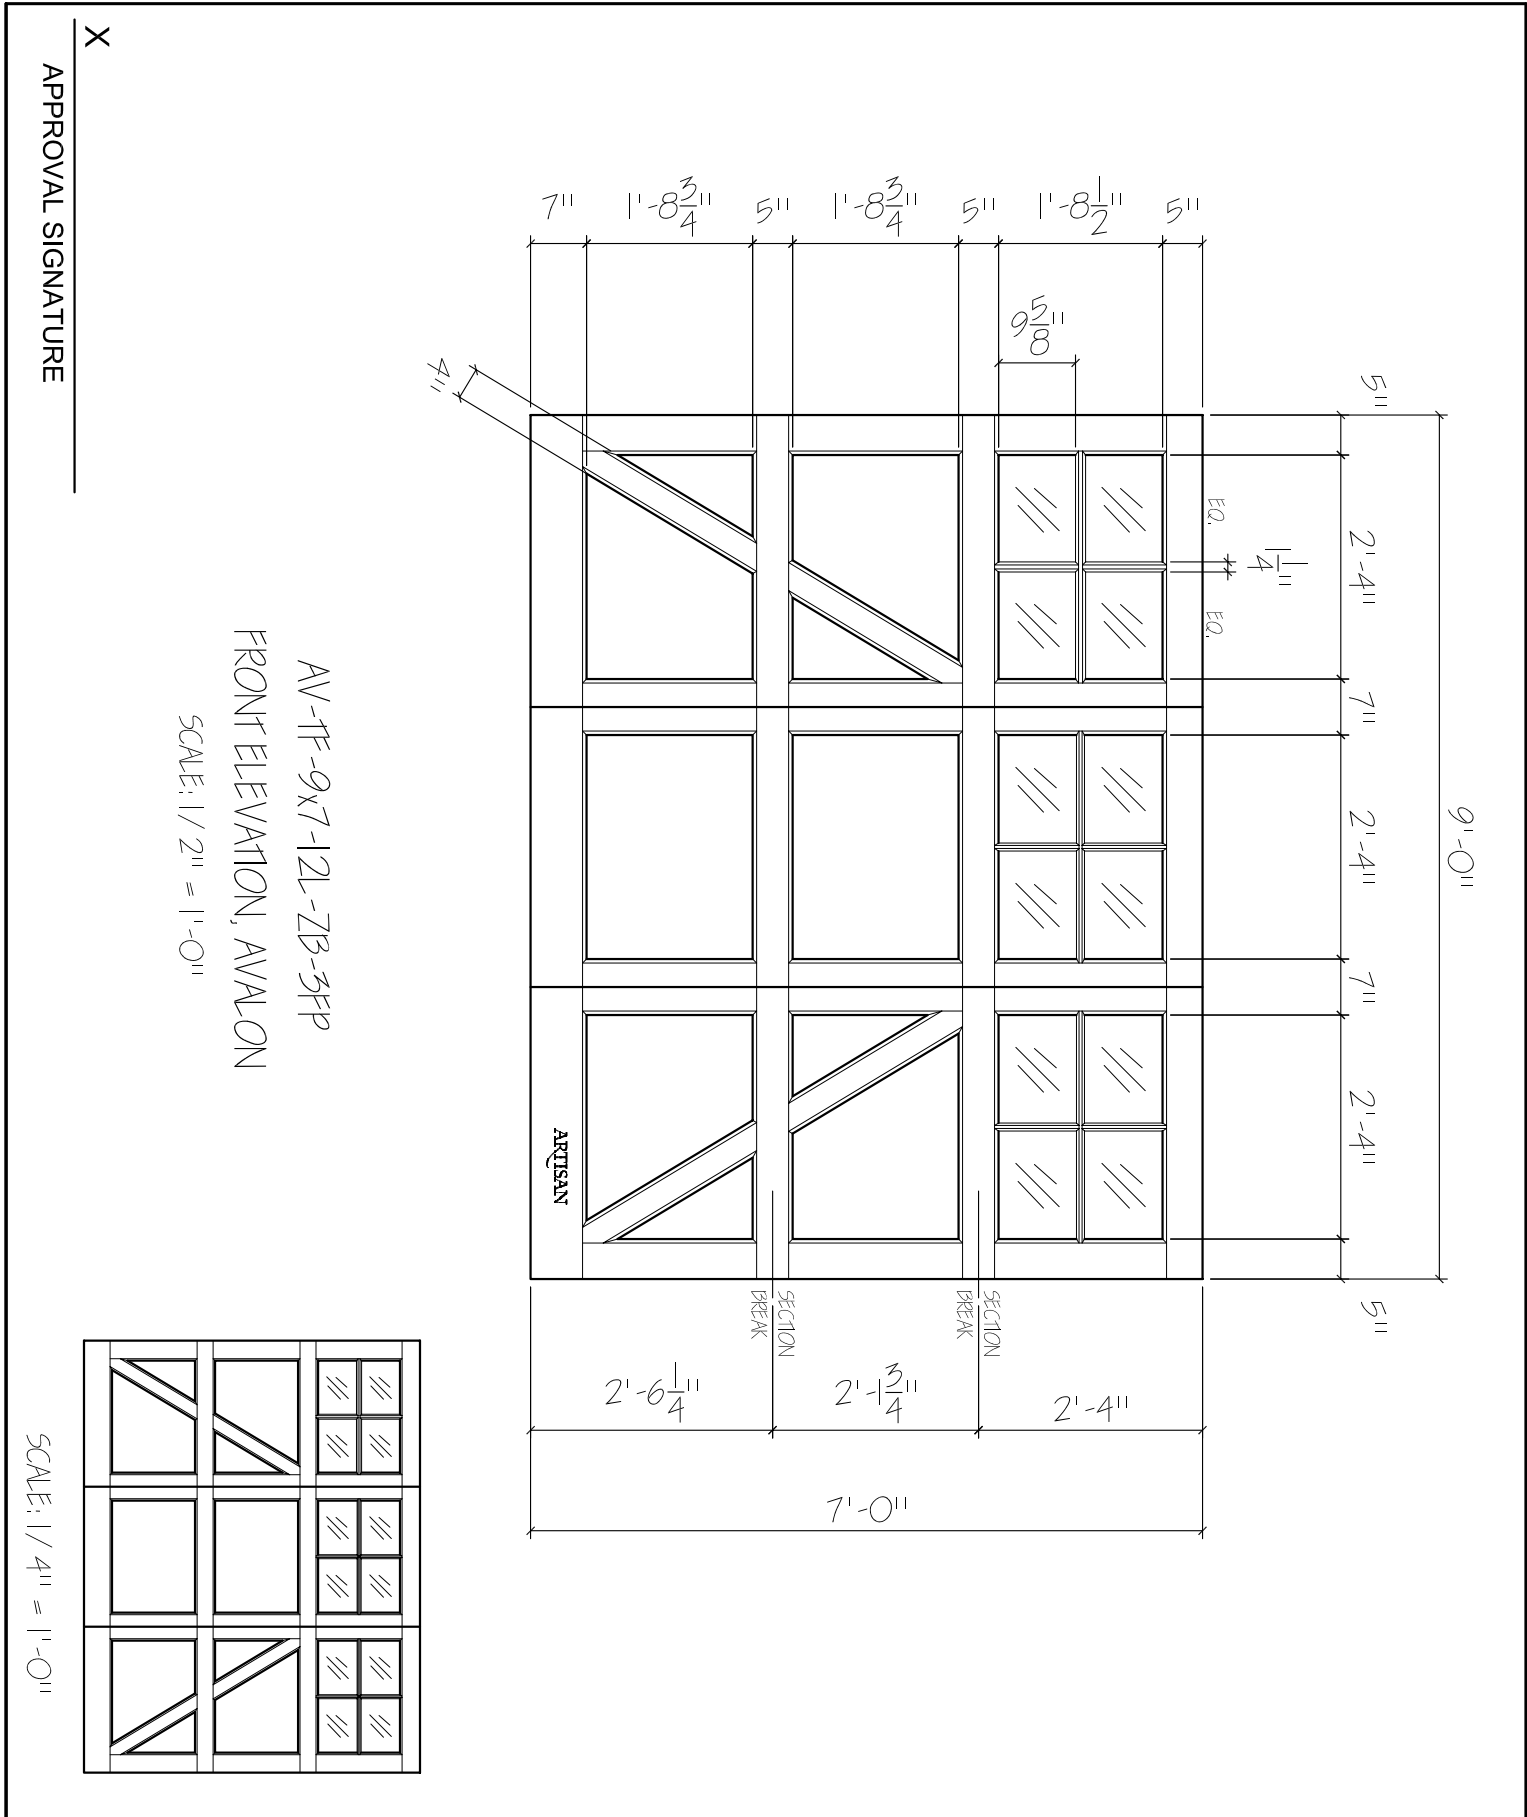 9'-0"
5" 2'-4" 7" 2'-4" 7" 2'-4" 5"
1 1/4"
EQ. EQ.
5"
1'-8 1/2"
9 5/8"
5"
1'-8 3/4"
5"
1'-8 3/4"
7"
4"
2'-4"
SECTION
BREAK
2'-1 3/4"
SECTION
BREAK
2'-6 1/4"
7'-0"
ARTISAN
AV-TF-9x7-12L-ZB-3FP
FRONT ELEVATION, AVALON
SCALE: 1/2" = 1'-0"
X
APPROVAL SIGNATURE
SCALE: 1/4" = 1'-0"